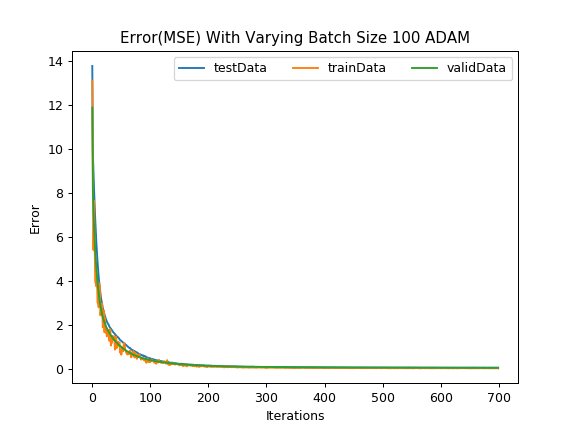 Error(MSE) With Varying Batch Size 100 ADAM
testData trainData validData
14
12
10
8
6
4
2
0
Error
0 100 200 300 400 500 600 700
Iterations